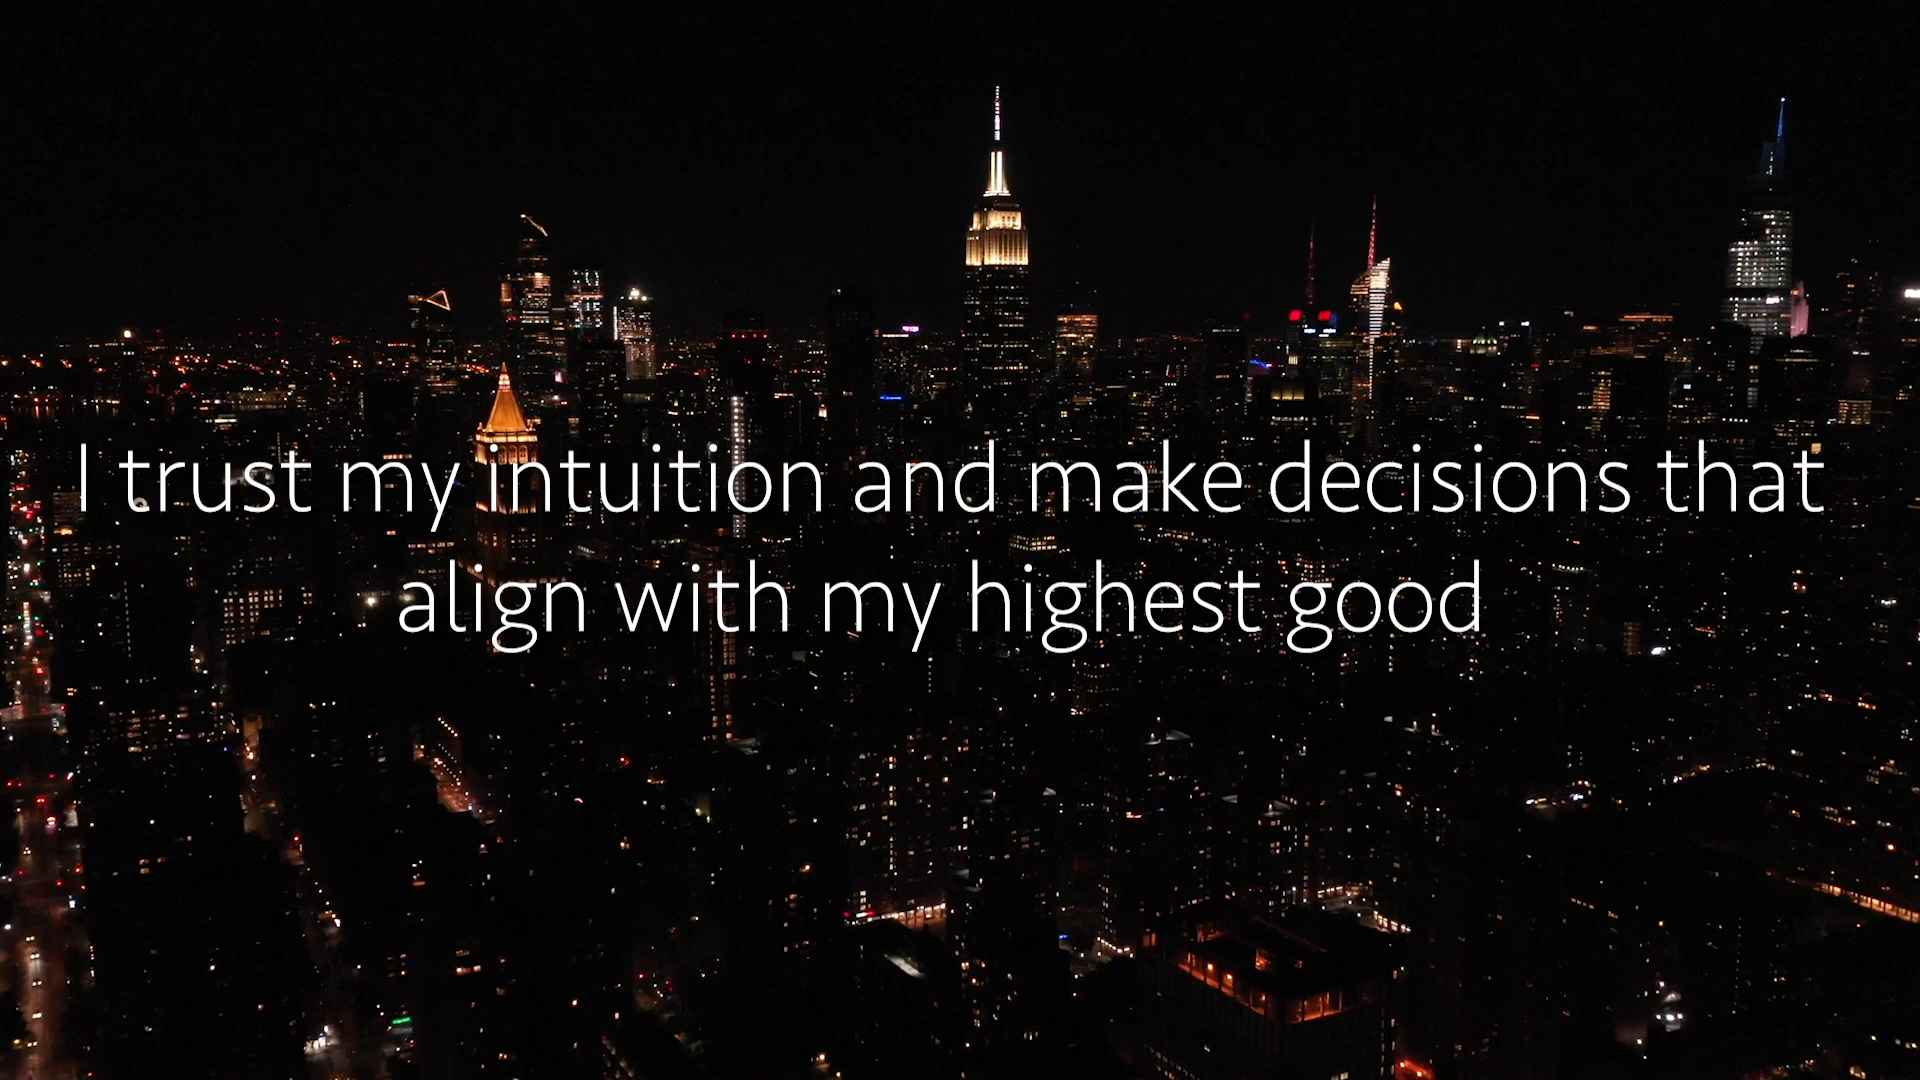 I trust my intuition and make decisions that
align with my highest good